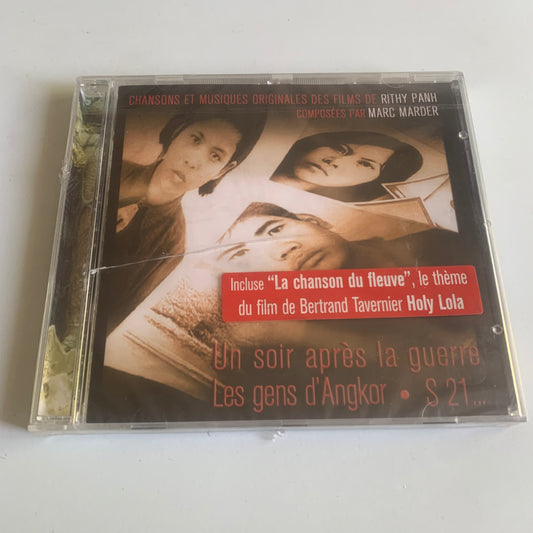 CHANSONS ET MUSIQUES ORIGINALES DES FILMS DE RITHY PANH
COMPOSÉES PAR MARC MARDER
Incluse "La chanson du fleuve", le thème
du film de Bertrand Tavernier Holy Lola
Un soir après la guerre
Les gens d'Angkor • S 21...